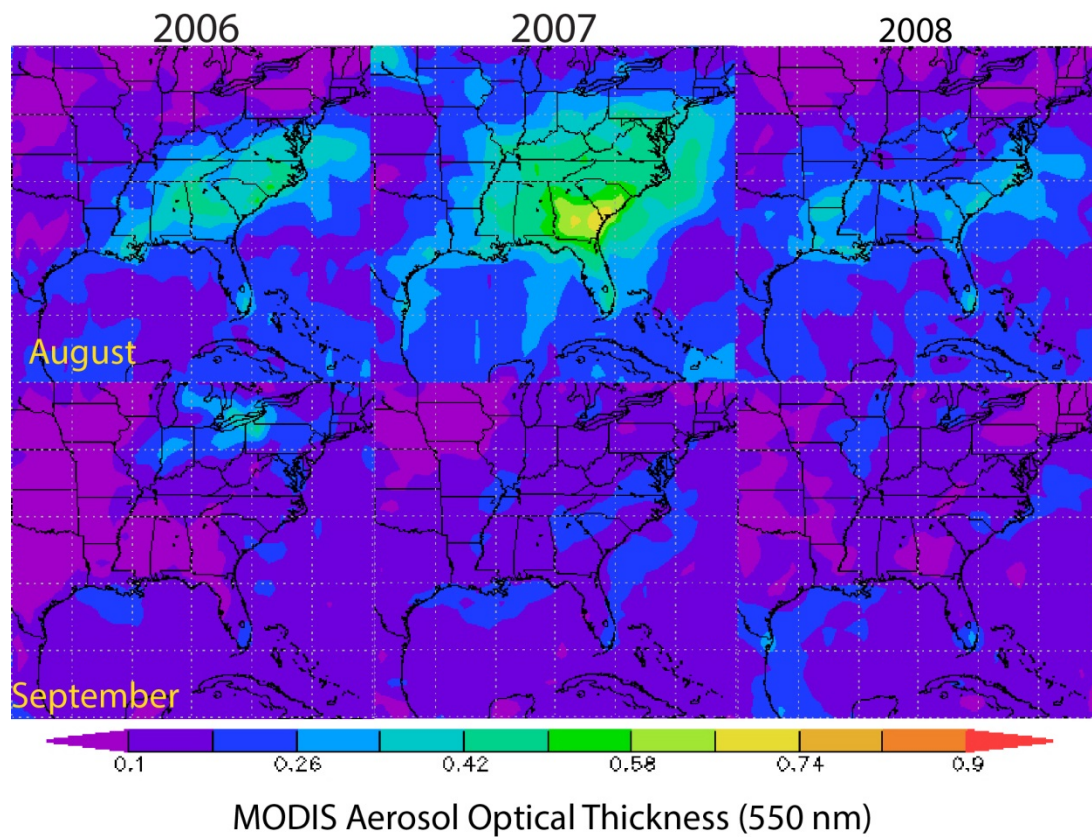 2006 2007 2008
August
September
0.1 0.26 0.42 0.58 0.74 0.9
MODIS Aerosol Optical Thickness (550 nm)